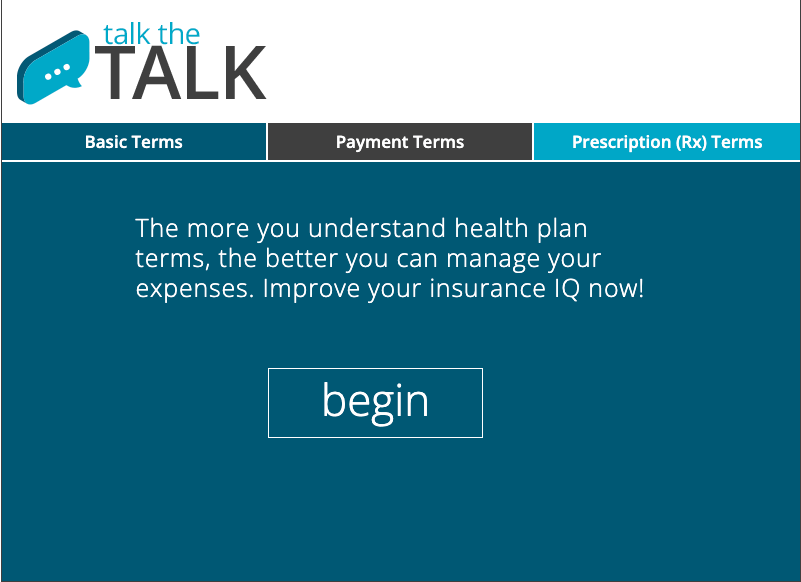 talk the
TALK
Basic Terms
Payment Terms
Prescription (Rx) Terms
The more you understand health plan
terms, the better you can manage your
expenses. Improve your insurance IQ now!
begin